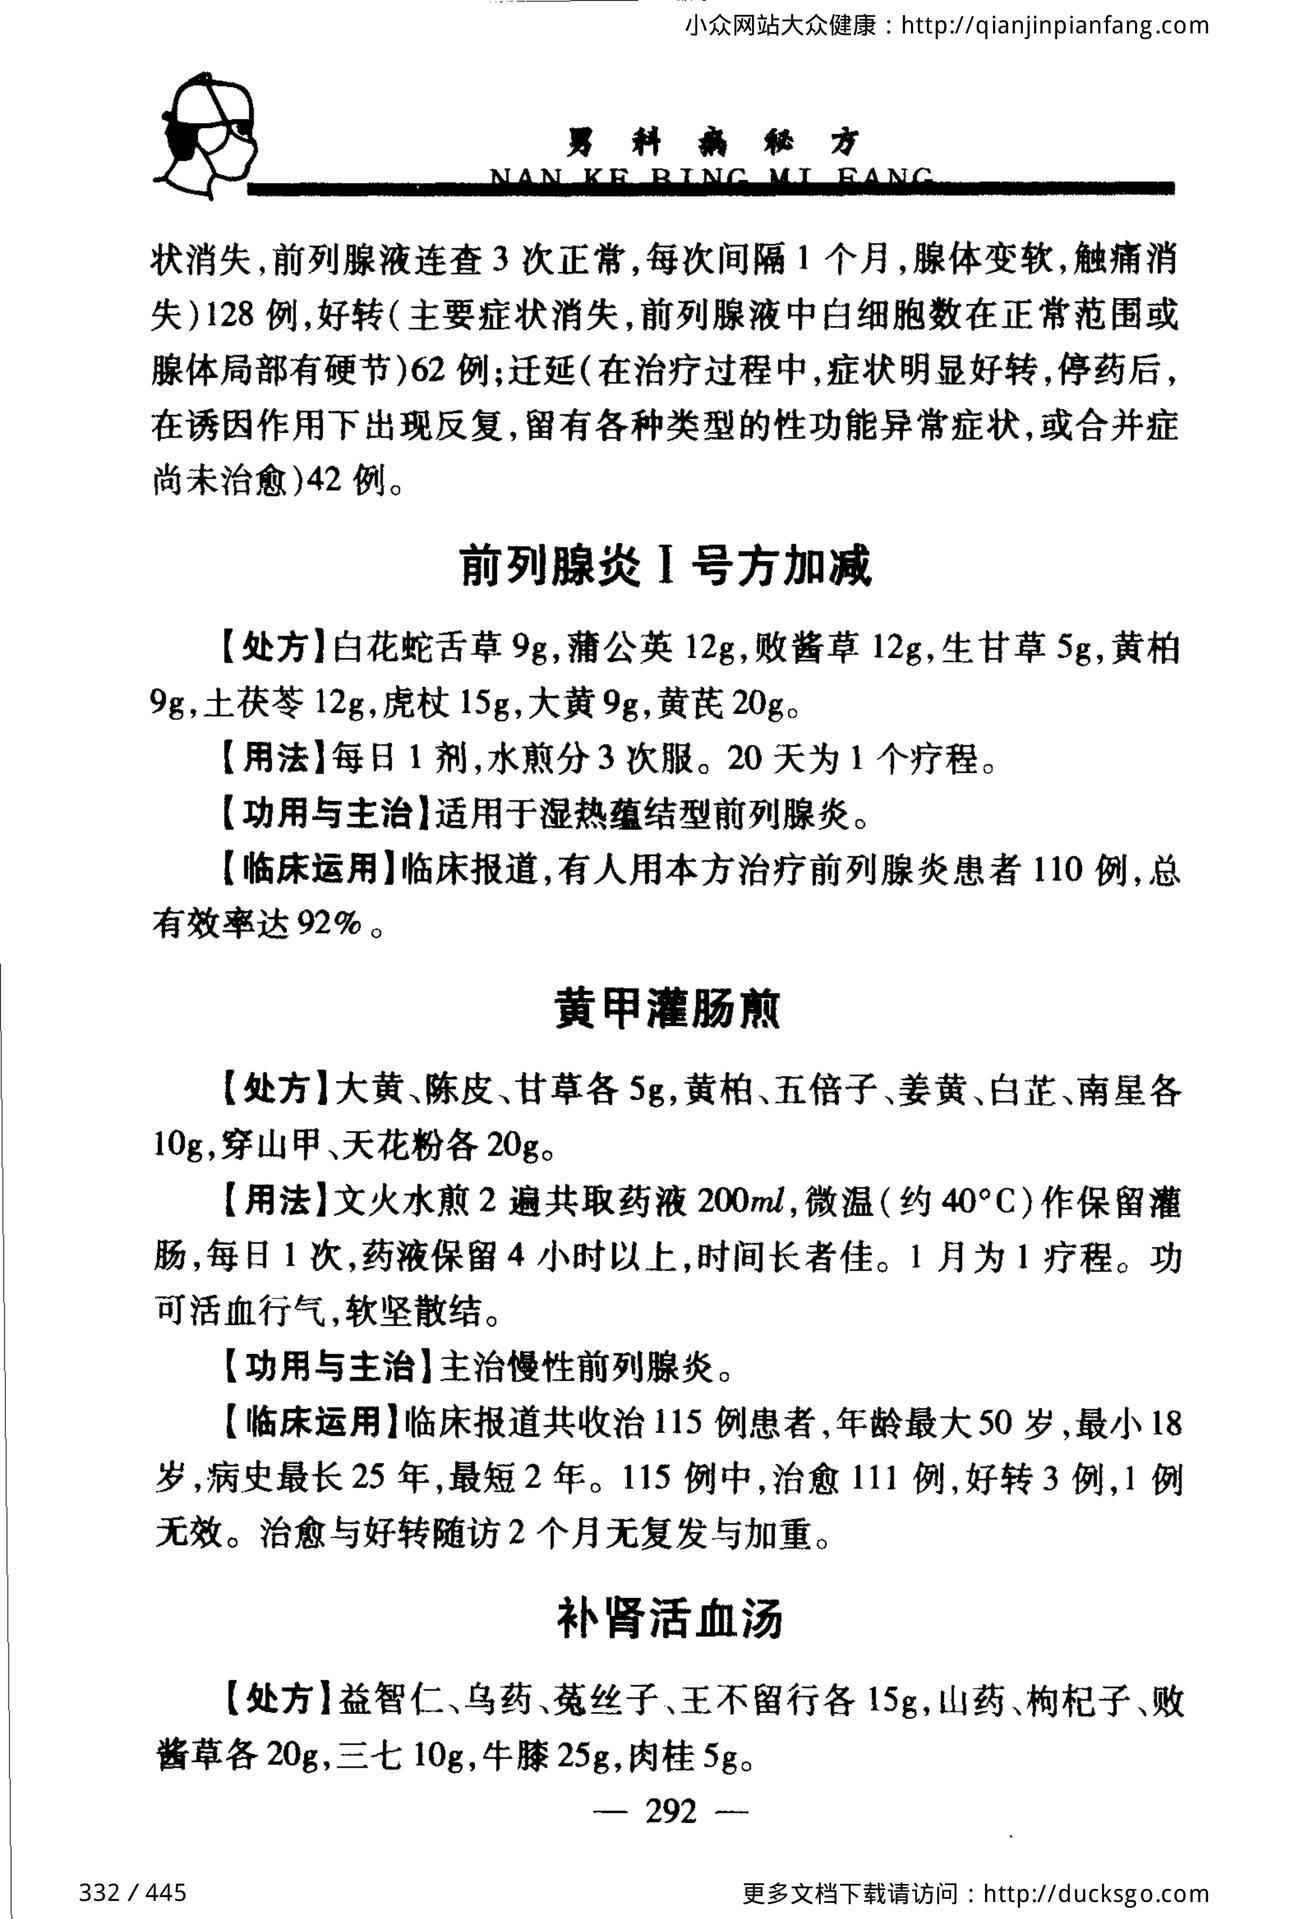 小众网站大众健康：http://qianjinpianfang.com
男科病秘方
NAN KE BING MI FANG
状消失,前列腺液连查 3 次正常,每次间隔 1 个月,腺体变软,触痛消
失)128 例,好转(主要症状消失,前列腺液中白细胞数在正常范围或
腺体局部有硬节)62 例;迁延(在治疗过程中,症状明显好转,停药后,
在诱因作用下出现反复,留有各种类型的性功能异常症状,或合并症
尚未治愈)42 例。
前列腺炎 I 号方加减
【处方】白花蛇舌草 9g,蒲公英 12g,败酱草 12g,生甘草 5g,黄柏
9g,土茯苓 12g,虎杖 15g,大黄 9g,黄芪 20g。
【用法】每日 1 剂,水煎分 3 次服。20 天为 1 个疗程。
【功用与主治】适用于湿热蕴结型前列腺炎。
【临床运用】临床报道,有人用本方治疗前列腺炎患者 110 例,总
有效率达 92%。
黄甲灌肠煎
【处方】大黄、陈皮、甘草各 5g,黄柏、五倍子、姜黄、白芷、南星各
10g,穿山甲、天花粉各 20g。
【用法】文火水煎 2 遍共取药液 200ml,微温(约 40°C)作保留灌
肠,每日 1 次,药液保留 4 小时以上,时间长者佳。1 月为 1 疗程。功
可活血行气,软坚散结。
【功用与主治】主治慢性前列腺炎。
【临床运用】临床报道共收治 115 例患者,年龄最大 50 岁,最小 18
岁,病史最长 25 年,最短 2 年。115 例中,治愈 111 例,好转 3 例,1 例
无效。治愈与好转随访 2 个月无复发与加重。
补肾活血汤
【处方】益智仁、乌药、菟丝子、王不留行各 15g,山药、枸杞子、败
酱草各 20g,三七 10g,牛膝 25g,肉桂 5g。
— 292 —
332 / 445
更多文档下载请访问：http://ducksgo.com